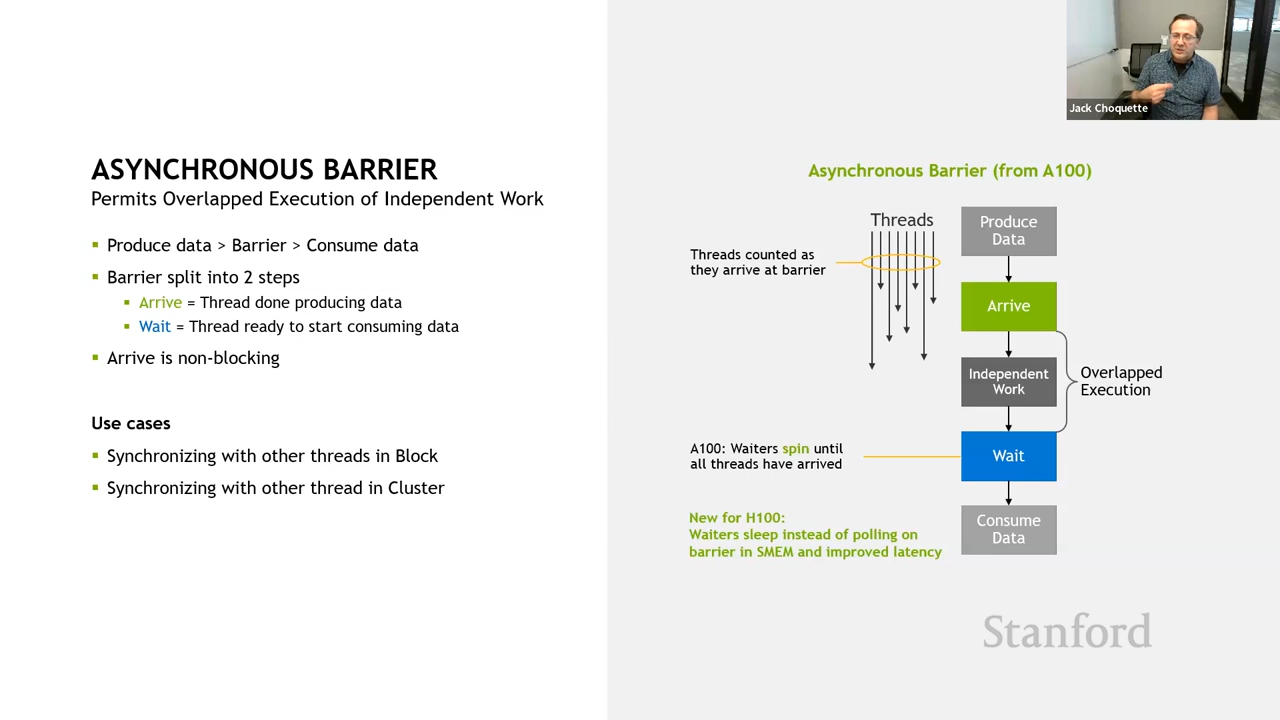 Jack Choquette
ASYNCHRONOUS BARRIER
Permits Overlapped Execution of Independent Work
Produce data > Barrier > Consume data
Barrier split into 2 steps
Arrive = Thread done producing data
Wait = Thread ready to start consuming data
Arrive is non-blocking
Use cases
Synchronizing with other threads in Block
Synchronizing with other thread in Cluster
Asynchronous Barrier (from A100)
Threads
Threads counted as
they arrive at barrier
Produce
Data
Arrive
Independent
Work
Overlapped
Execution
A100: Waiters spin until
all threads have arrived
Wait
New for H100:
Waiters sleep instead of polling on
barrier in SMEM and improved latency
Consume
Data
Stanford